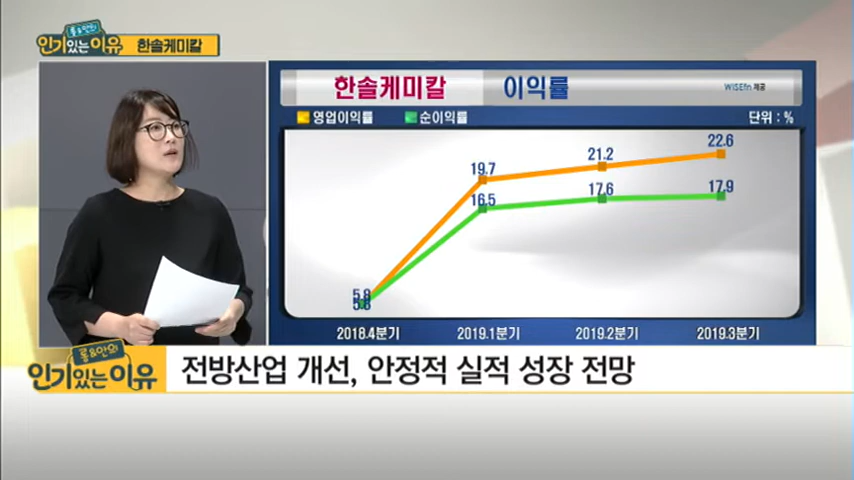 롱&안의
인기있는이유 한솔케미칼
한솔케미칼 이익률
WISEfn 제공
영업이익률 순이익률 단위 : %
22.6
21.2
19.7
17.9
17.6
16.5
2018.4분기 2019.1분기 2019.2분기 2019.3분기
롱&안의
인기있는이유
전방산업 개선, 안정적 실적 성장 전망